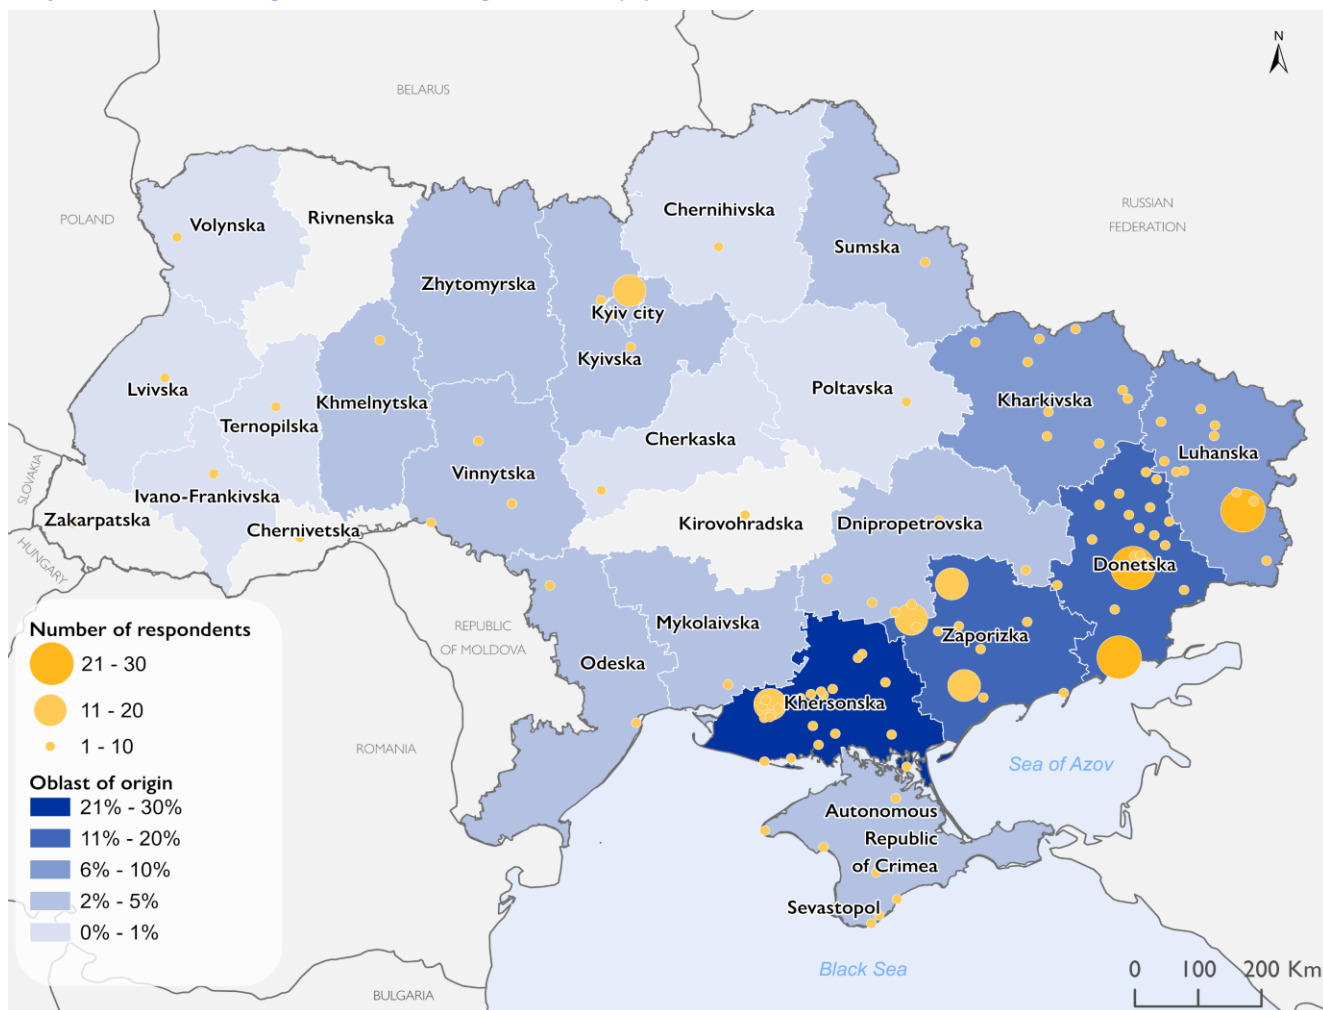 N
BELARUS
POLAND
RUSSIAN
FEDERATION
Volynska
Rivnenska
Chernihivska
Sumska
Zhytomyrska
Kyiv city
Kyivska
Lvivska
Ternopilska
Khmelnytska
Poltavska
Kharkivska
Cherkaska
Luhanska
Vinnytska
SLOVAKIA
Ivano-Frankivska
Zakarpatska
Chernivetska
Kirovohradska
Dnipropetrovska
HUNGARY
Donetska
Number of respondents
21 - 30
11 - 20
1 - 10
REPUBLIC
OF MOLDOVA
Mykolaivska
Zaporizka
Odeska
Khersonska
ROMANIA
Sea of Azov
Oblast of origin
21% - 30%
11% - 20%
6% - 10%
2% - 5%
0% - 1%
Autonomous
Republic
of Crimea
Sevastopol
Black Sea
BULGARIA
0 100 200 Km